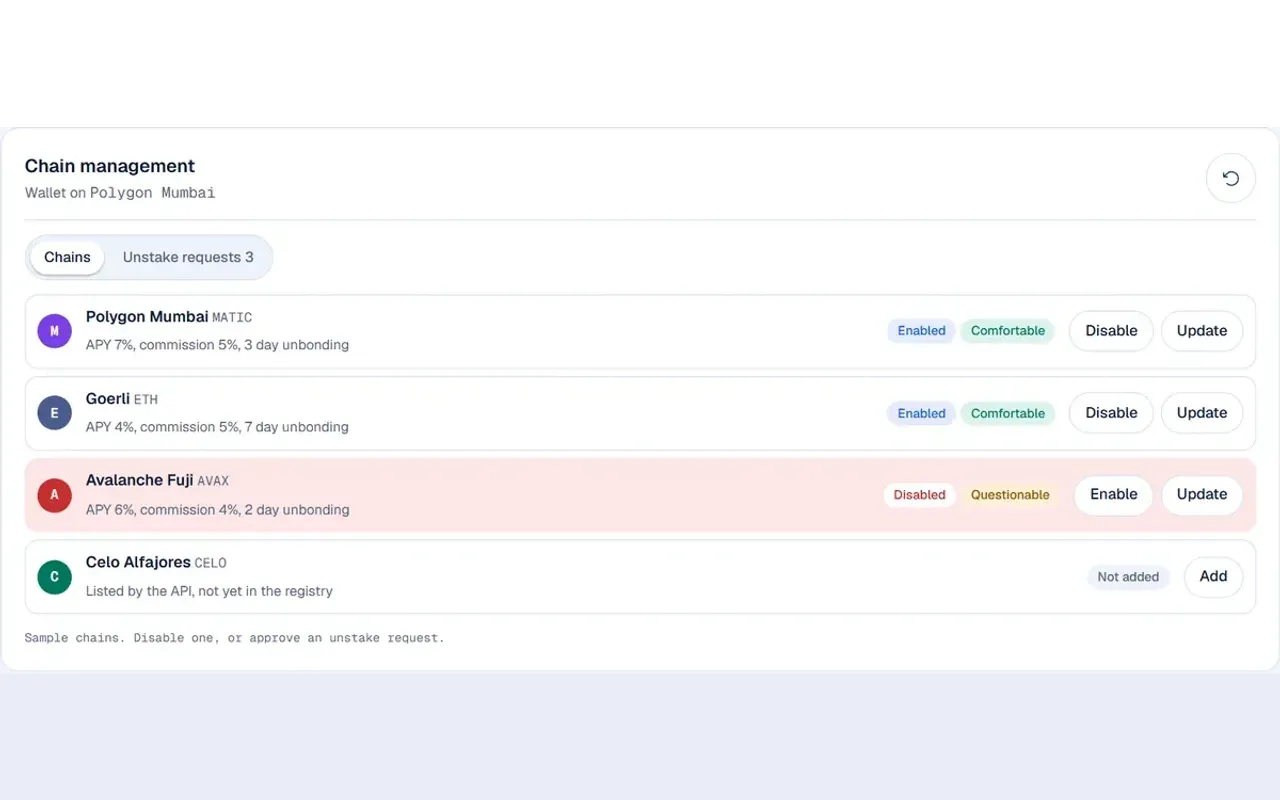 Chain management
Wallet on Polygon Mumbai
Chains
Unstake requests 3
M
Polygon Mumbai MATIC
APY 7%, commission 5%, 3 day unbonding
Enabled
Comfortable
Disable
Update
E
Goerli ETH
APY 4%, commission 5%, 7 day unbonding
Enabled
Comfortable
Disable
Update
A
Avalanche Fuji AVAX
APY 6%, commission 4%, 2 day unbonding
Disabled
Questionable
Enable
Update
C
Celo Alfajores CELO
Listed by the API, not yet in the registry
Not added
Add
Sample chains. Disable one, or approve an unstake request.